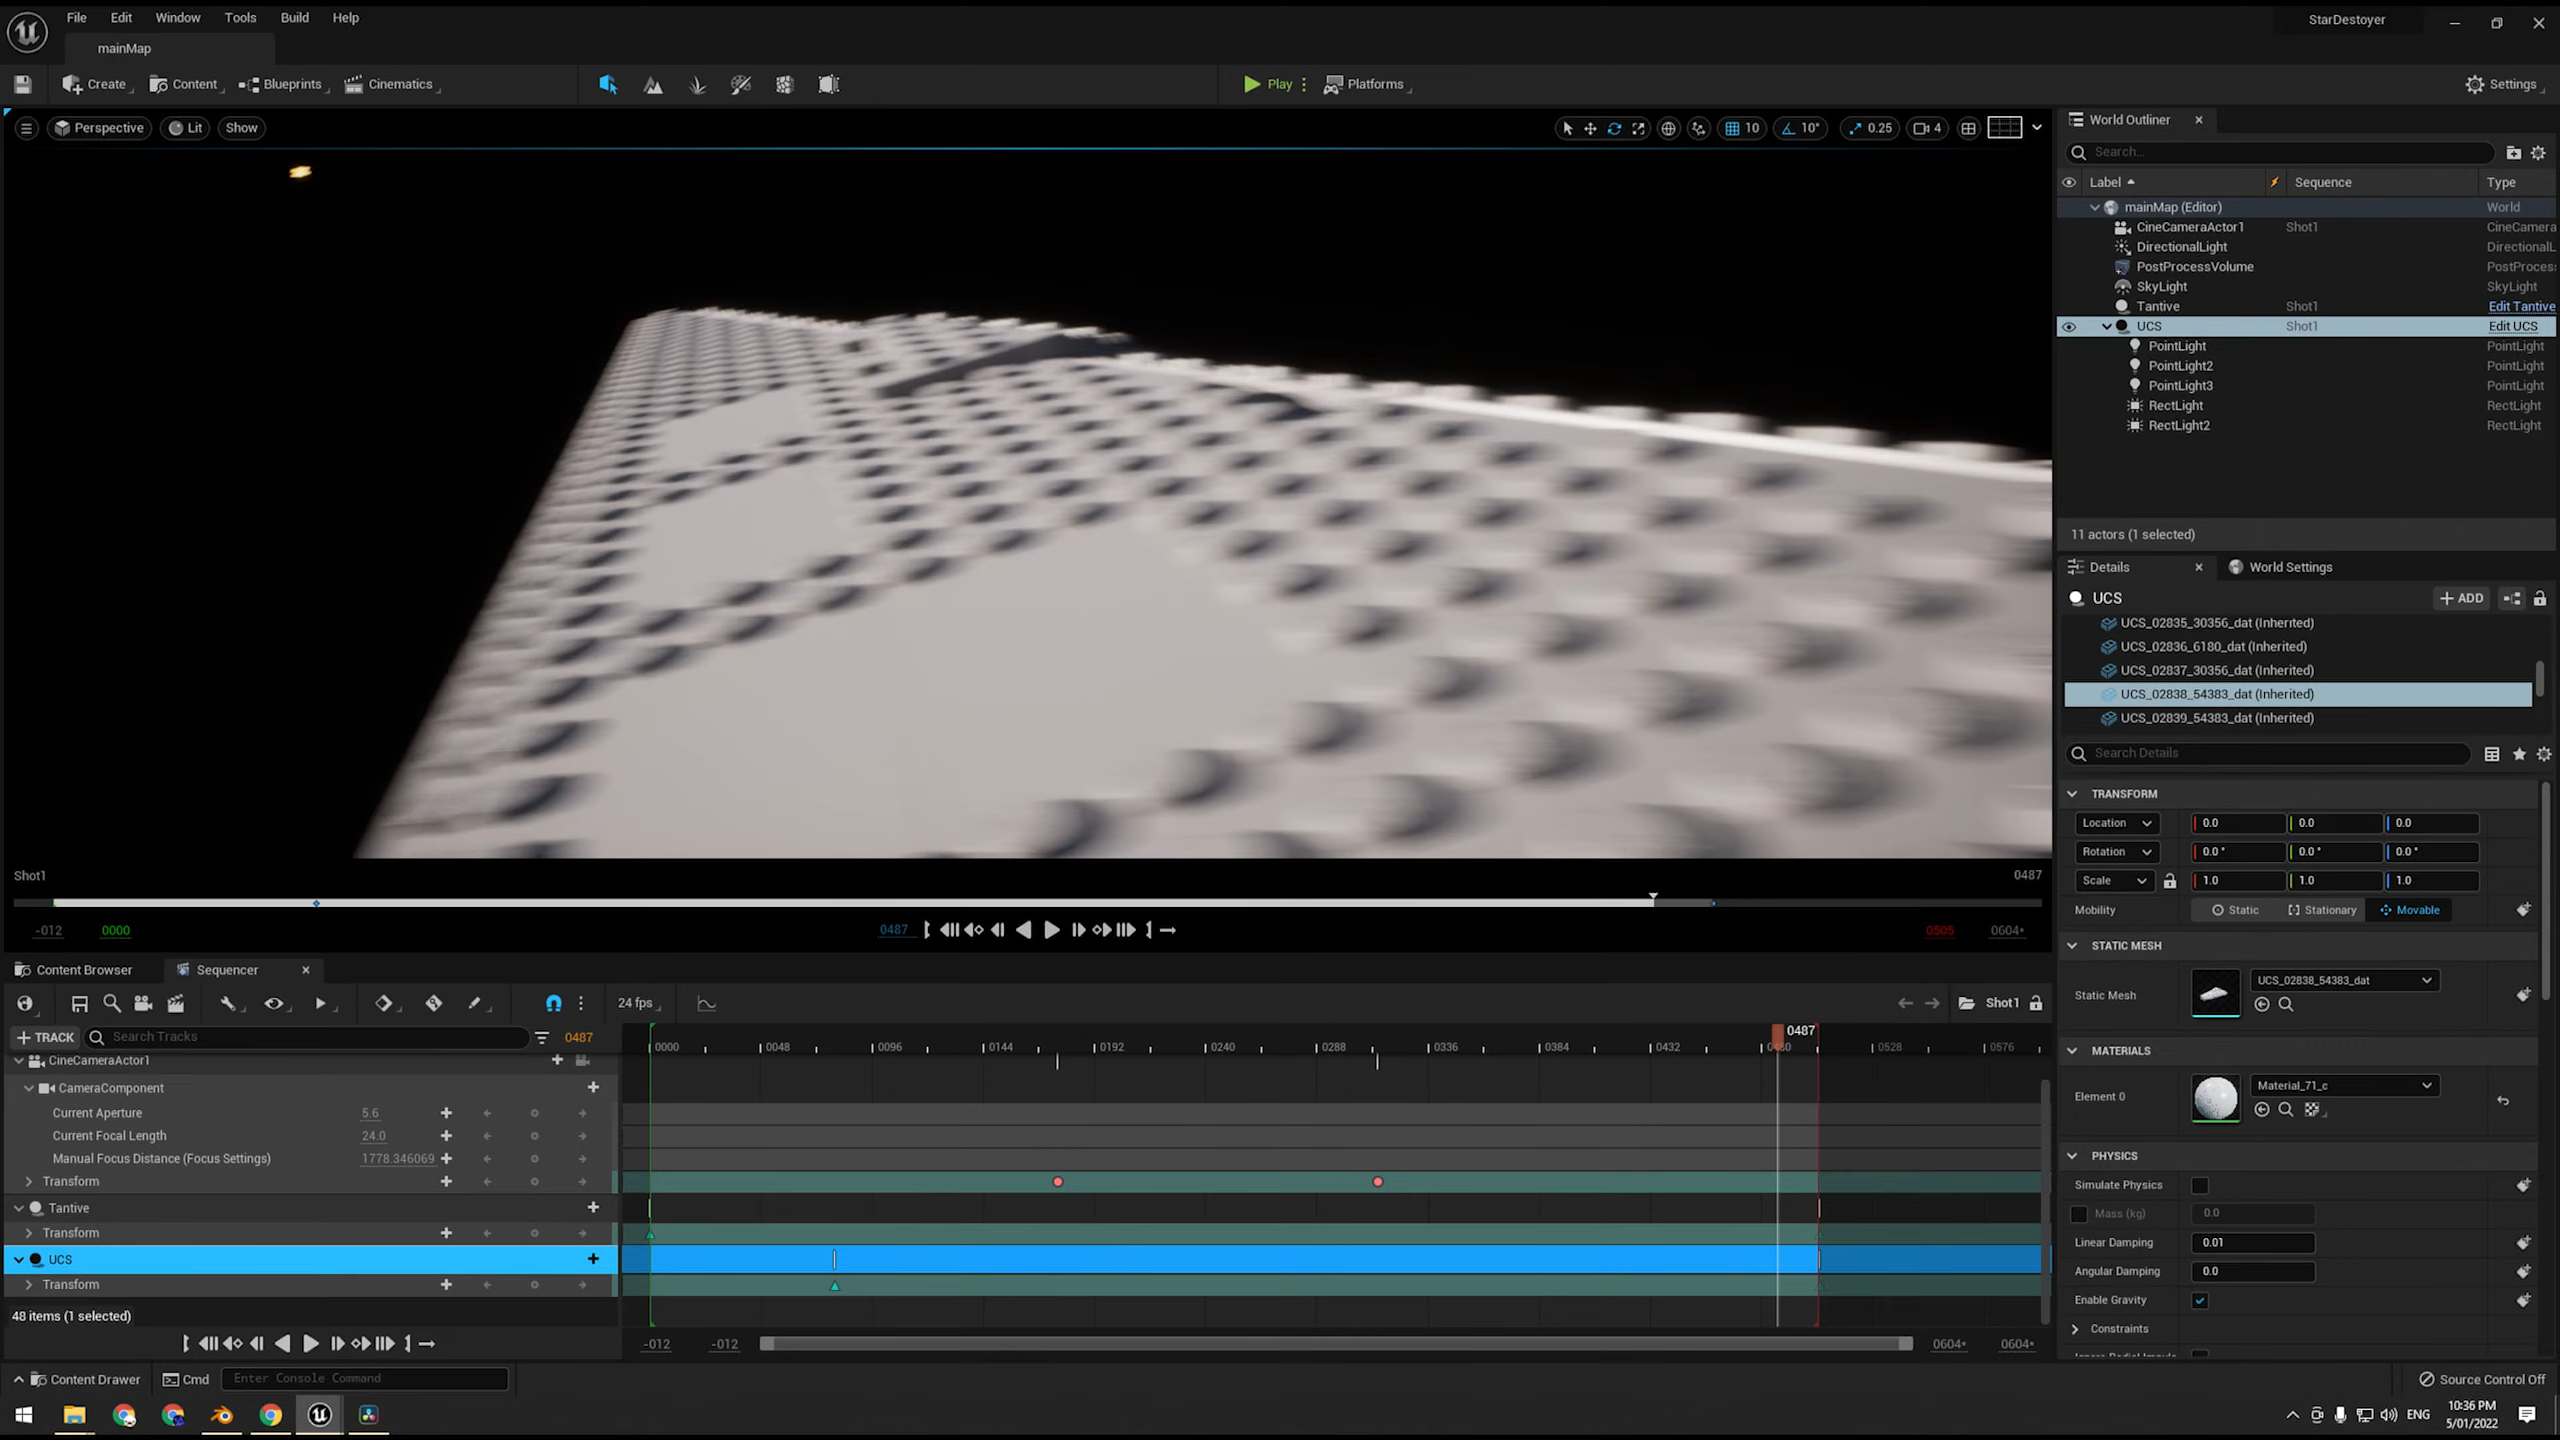 File Edit Window Tools Build Help
StarDestoyer
mainMap
Create Content Blueprints Cinematics
Play Platforms Settings
Perspective Lit Show
10 10° 0.25 4
World Outliner
Search...
Label Sequence Type
mainMap (Editor) World
CineCameraActor1 Shot1 CineCamera
DirectionalLight DirectionalL
PostProcessVolume PostProces
SkyLight SkyLight
Tantive Shot1 Edit Tantive
UCS Shot1 Edit UCS
PointLight PointLight
PointLight2 PointLight
PointLight3 PointLight
RectLight RectLight
RectLight2 RectLight
11 actors (1 selected)
Details World Settings
UCS ADD
UCS_02835_30356_dat (Inherited)
UCS_02836_6180_dat (Inherited)
UCS_02837_30356_dat (Inherited)
UCS_02838_54383_dat (Inherited)
UCS_02839_54383_dat (Inherited)
Search Details
TRANSFORM
Location 0.0 0.0 0.0
Rotation 0.0° 0.0° 0.0°
Scale 1.0 1.0 1.0
Mobility Static Stationary Movable
STATIC MESH
Static Mesh UCS_02838_54383_dat
MATERIALS
Element 0 Material_71_c
PHYSICS
Simulate Physics
Mass (kg) 0.0
Linear Damping 0.01
Angular Damping 0.0
Enable Gravity
Constraints
Shot1 0487
-012 0000 0487 0505 0604*
Content Browser Sequencer
24 fps Shot1
TRACK Search Tracks 0487
0487
0000 0048 0096 0144 0192 0240 0288 0336 0384 0432 0480 0528 0576
CineCameraActor1
CameraComponent
Current Aperture 5.6
Current Focal Length 24.0
Manual Focus Distance (Focus Settings) 1778.346069
Transform
Tantive
Transform
UCS
Transform
48 items (1 selected)
-012 -012 0604* 0604*
Content Drawer Cmd Enter Console Command Source Control Off
ENG
10:36 PM
5/01/2022